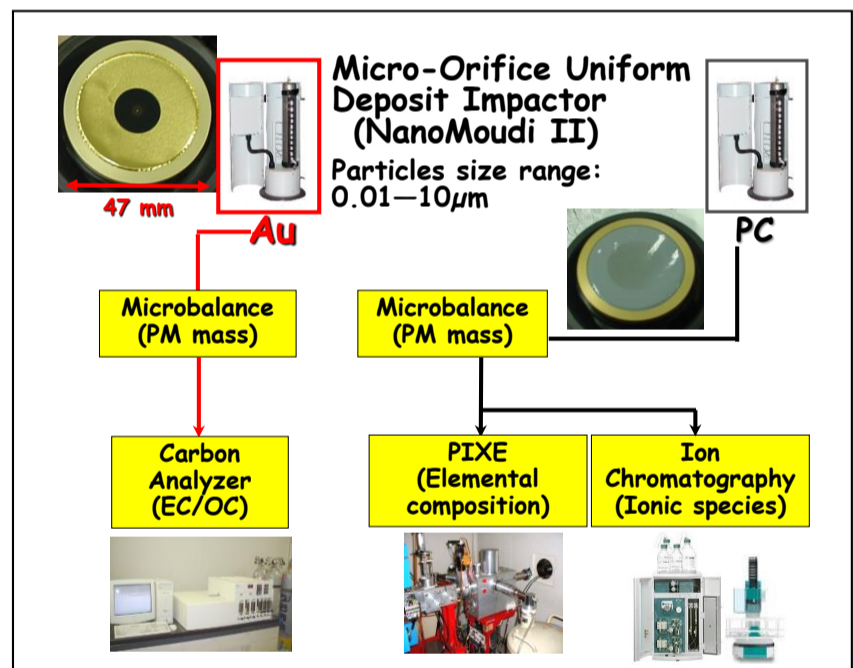 Micro-Orifice Uniform
Deposit Impactor
(NanoMoudi II)
Particles size range:
0.01—10µm
47 mm
Au
PC
Microbalance
(PM mass)
Microbalance
(PM mass)
Carbon
Analyzer
(EC/OC)
PIXE
(Elemental
composition)
Ion
Chromatography
(Ionic species)